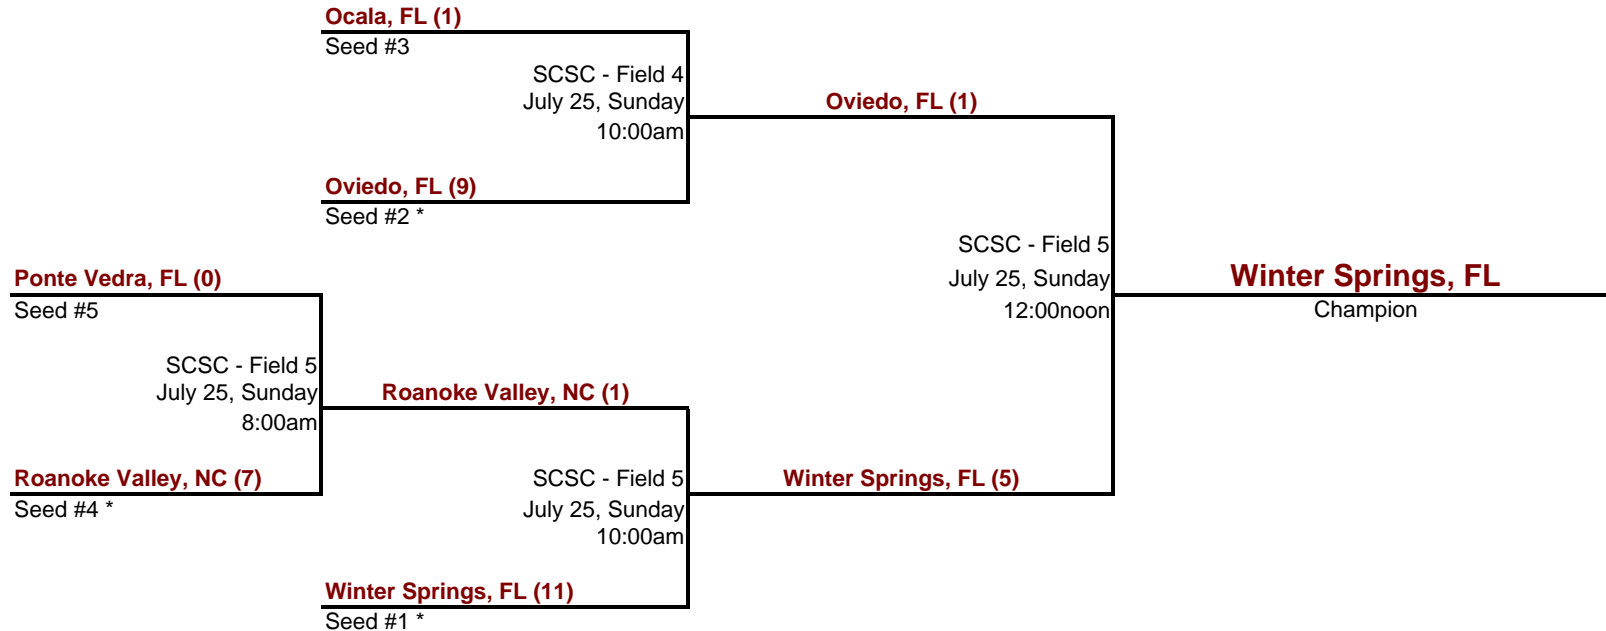 Ocala, FL (1)
Seed #3
SCSC - Field 4
July 25, Sunday
10:00am
Oviedo, FL (1)
Oviedo, FL (9)
Seed #2 *
SCSC - Field 5
July 25, Sunday
12:00noon
Winter Springs, FL
Champion
Ponte Vedra, FL (0)
Seed #5
SCSC - Field 5
July 25, Sunday
8:00am
Roanoke Valley, NC (1)
Roanoke Valley, NC (7)
Seed #4 *
SCSC - Field 5
July 25, Sunday
10:00am
Winter Springs, FL (5)
Winter Springs, FL (11)
Seed #1 *